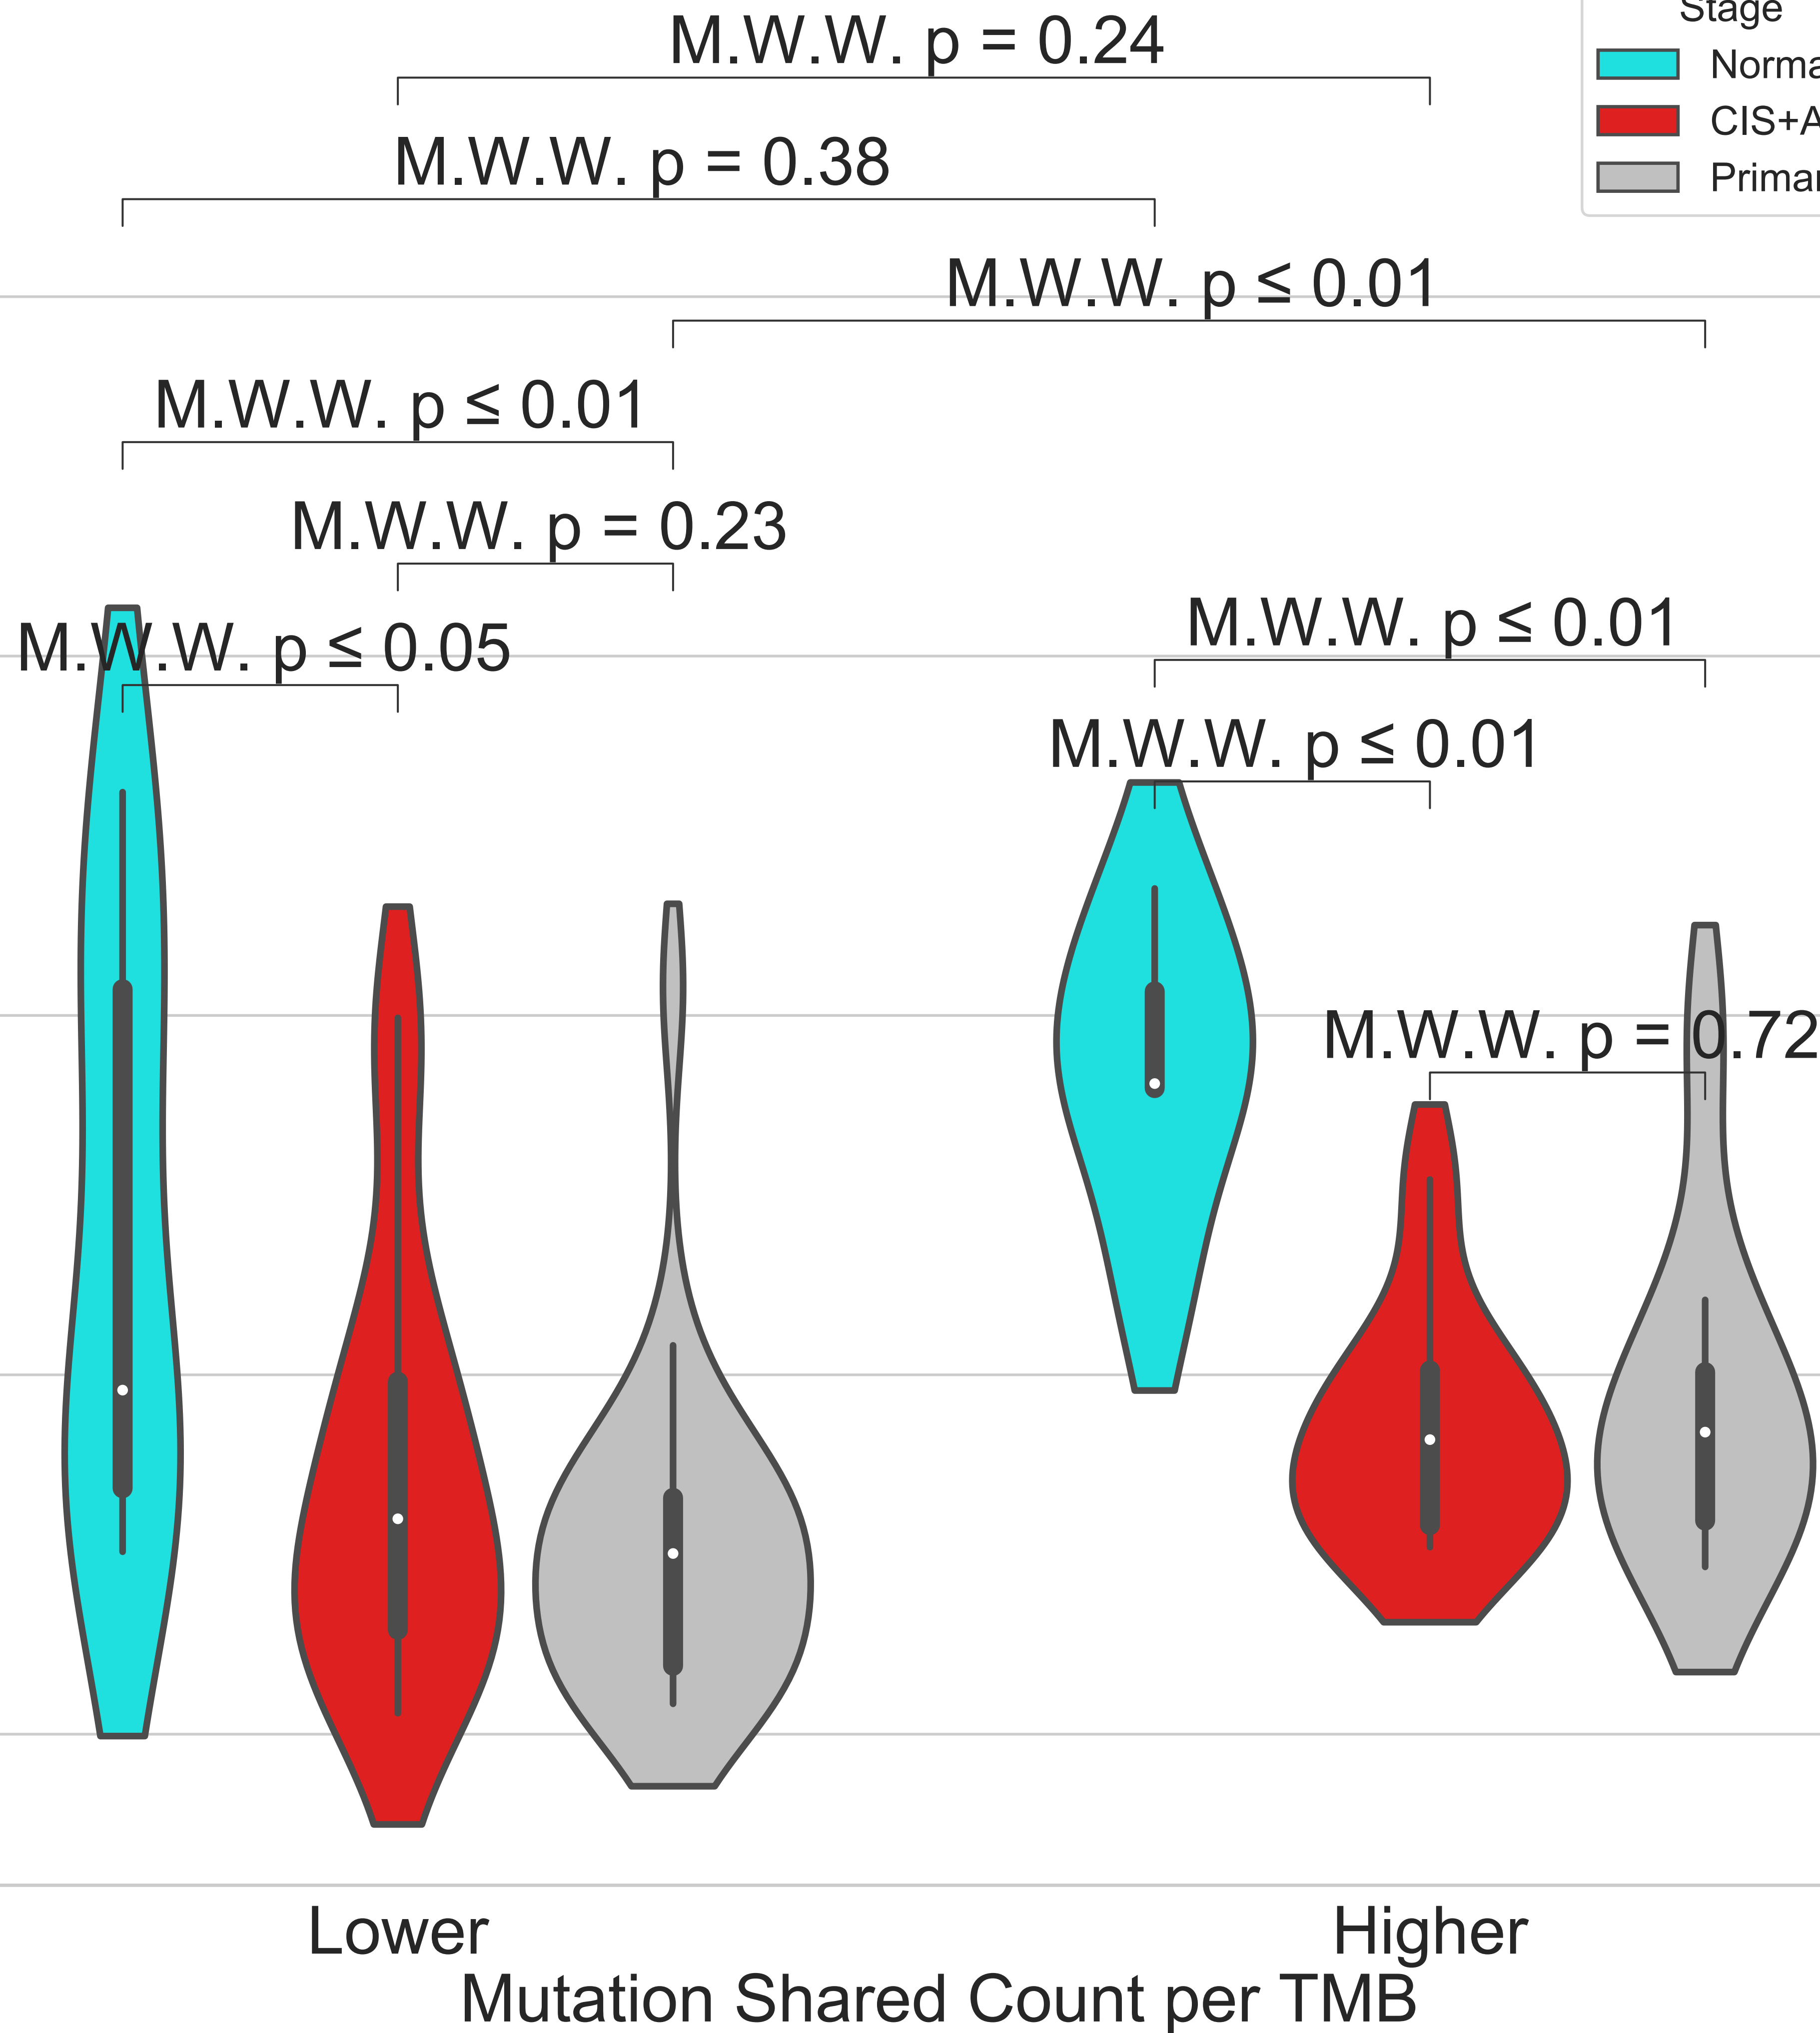 Stage
Norma
CIS+A
Primar
M.W.W. p = 0.24
M.W.W. p = 0.38
M.W.W. p ≤ 0.01
M.W.W. p ≤ 0.01
M.W.W. p = 0.23
M.W.W. p ≤ 0.05
M.W.W. p ≤ 0.01
M.W.W. p ≤ 0.01
M.W.W. p = 0.72
Lower
Higher
Mutation Shared Count per TMB